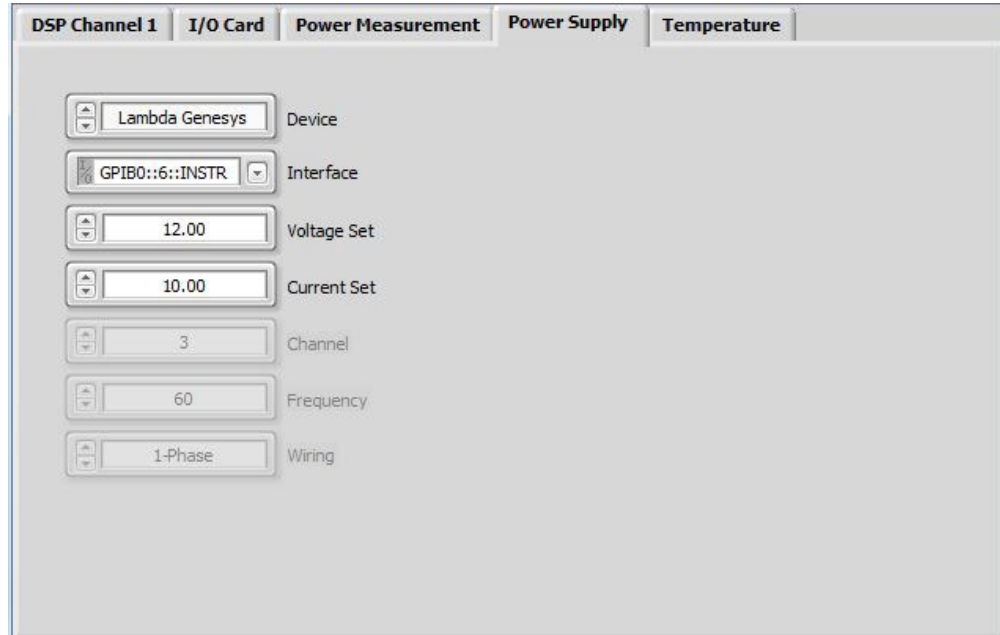 DSP Channel 1 I/O Card Power Measurement Power Supply Temperature
Lambda Genesys Device
I/O GPIB0::6::INSTR Interface
12.00 Voltage Set
10.00 Current Set
3 Channel
60 Frequency
1-Phase Wiring